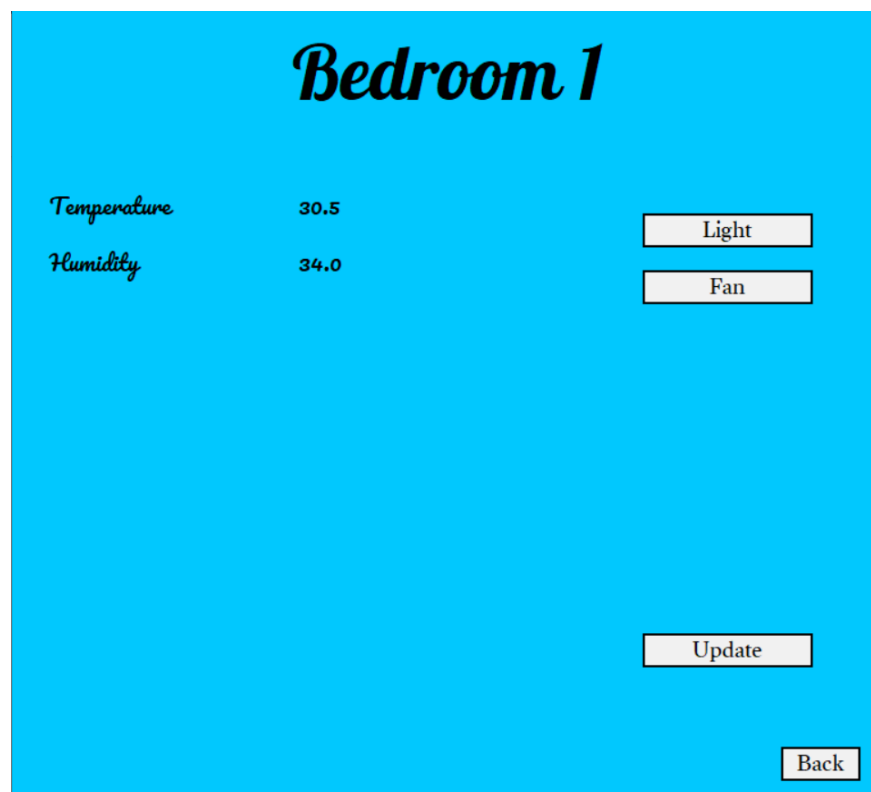 Bedroom 1
Temperature 30.5
Light
Humidity 34.0
Fan
Update
Back